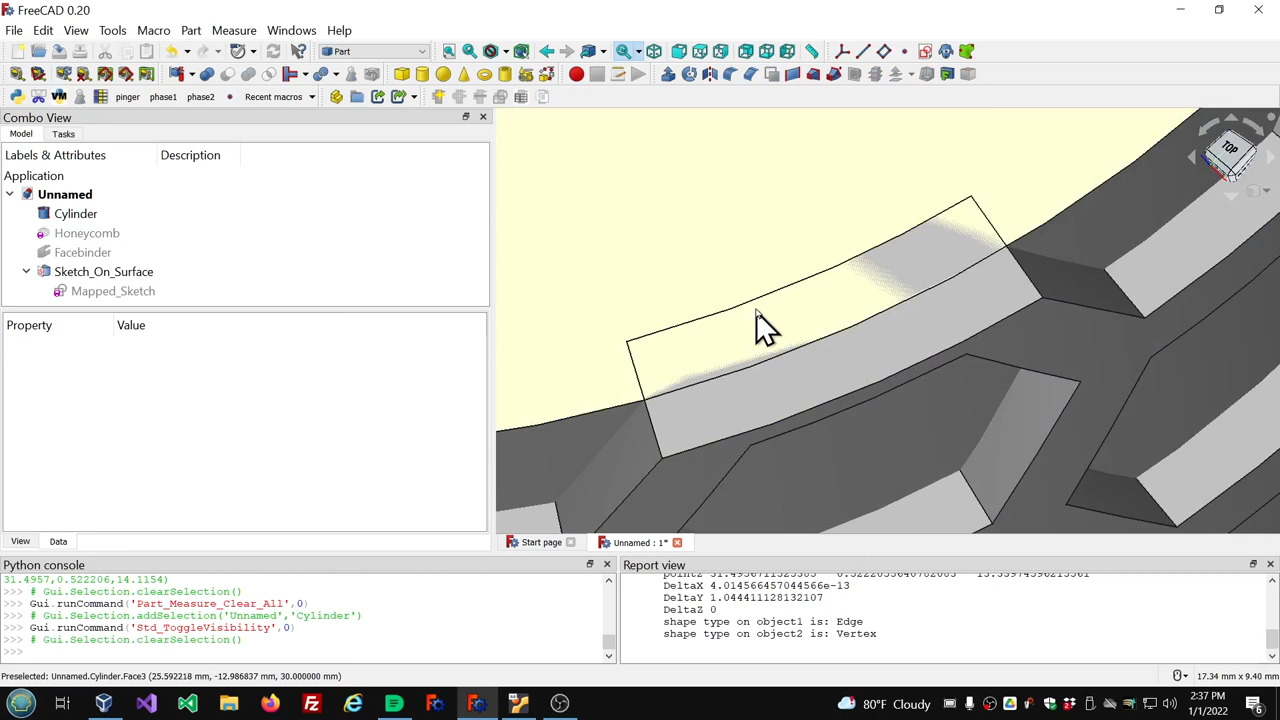 FreeCAD 0.20
File Edit View Tools Macro Part Measure Windows Help
Part
pinger phase1 phase2 Recent macros
Combo View
Model Tasks
Labels & Attributes Description
Application
Unnamed
Cylinder
Honeycomb
Facebinder
Sketch_On_Surface
Mapped_Sketch
Property Value
View Data
TOP
Start page Unnamed : 1*
Python console
31.4957,0.522206,14.1154)
>>> # Gui.Selection.clearSelection()
>>> Gui.runCommand('Part_Measure_Clear_All',0)
>>> # Gui.Selection.addSelection('Unnamed','Cylinder')
>>> Gui.runCommand('Std_ToggleVisibility',0)
>>> # Gui.Selection.clearSelection()
>>>
Report view
DeltaX 4.014566457044566e-13
DeltaY 1.044411128132107
DeltaZ 0
shape type on object1 is: Edge
shape type on object2 is: Vertex
Preselected: Unnamed.Cylinder.Face3 (25.592218 mm, -12.986837 mm, 30.000000 mm)
17.34 mm x 9.40 mm
80°F Cloudy
2:37 PM
1/1/2022
6